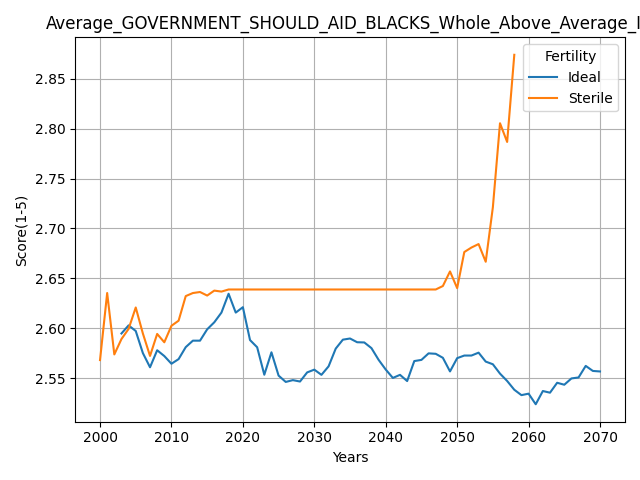 Average_GOVERNMENT_SHOULD_AID_BLACKS_Whole_Above_Average_I
Fertility
Ideal
Sterile
2.85
2.80
2.75
2.70
2.65
2.60
2.55
Score(1-5)
2000 2010 2020 2030 2040 2050 2060 2070
Years